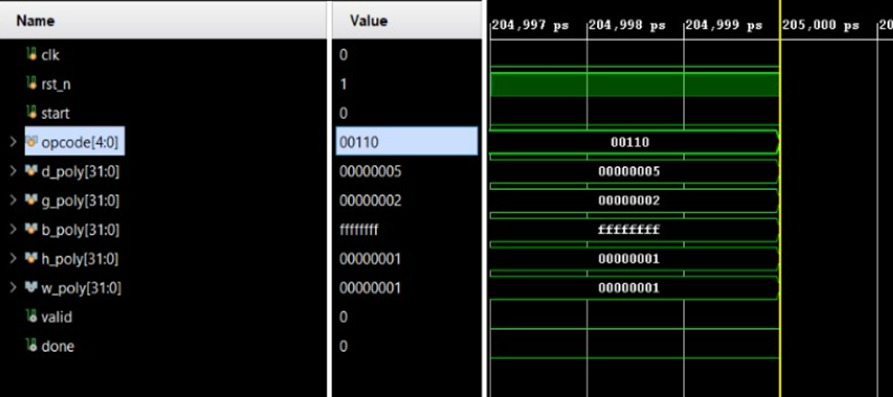 Name Value 204,997 ps 204,998 ps 204,999 ps 205,000 ps 20
clk 0
rst_n 1
start 0
opcode[4:0] 00110 00110
d_poly[31:0] 00000005 00000005
g_poly[31:0] 00000002 00000002
b_poly[31:0] ffffffff ffffffff
h_poly[31:0] 00000001 00000001
w_poly[31:0] 00000001 00000001
valid 0
done 0